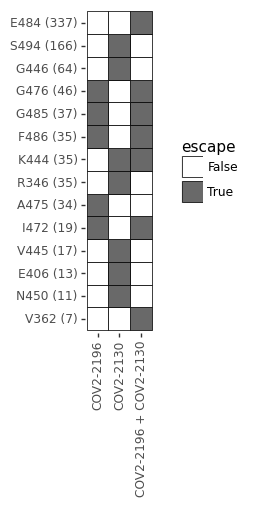 E484 (337)
S494 (166)
G446 (64)
G476 (46)
G485 (37)
F486 (35)
K444 (35)
R346 (35)
A475 (34)
I472 (19)
V445 (17)
E406 (13)
N450 (11)
V362 (7)
COV2-2196
COV2-2130
COV2-2196 + COV2-2130
escape
False
True